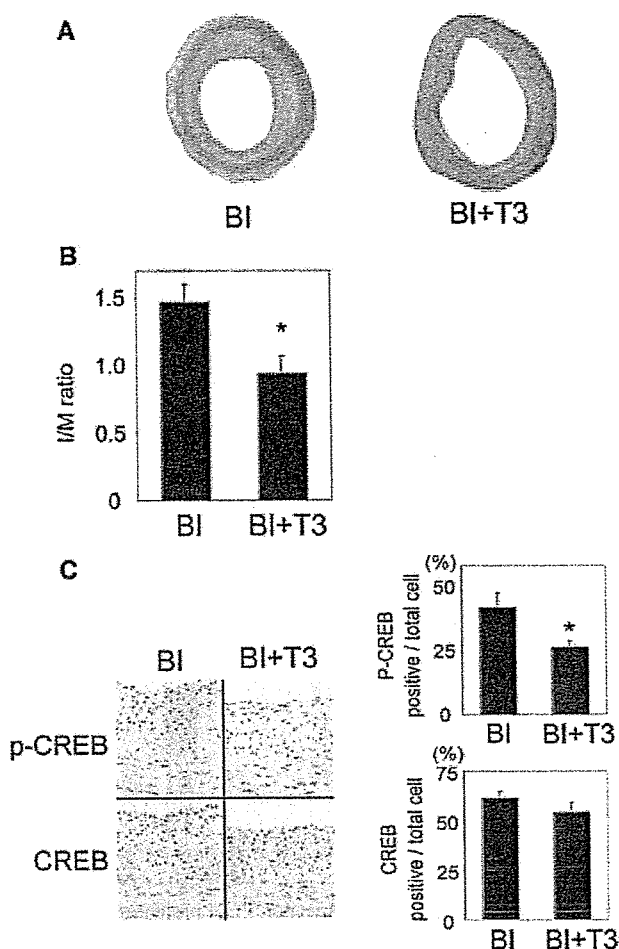 A
BI
BI+T3
B
I/M ratio
1.5
1.0
0.5
0
*
BI
BI+T3
C
BI
BI+T3
p-CREB
CREB
(%)
P-CREB
positive / total cell
50
25
0
*
BI
BI+T3
(%)
CREB
positive / total cell
75
50
25
0
BI
BI+T3